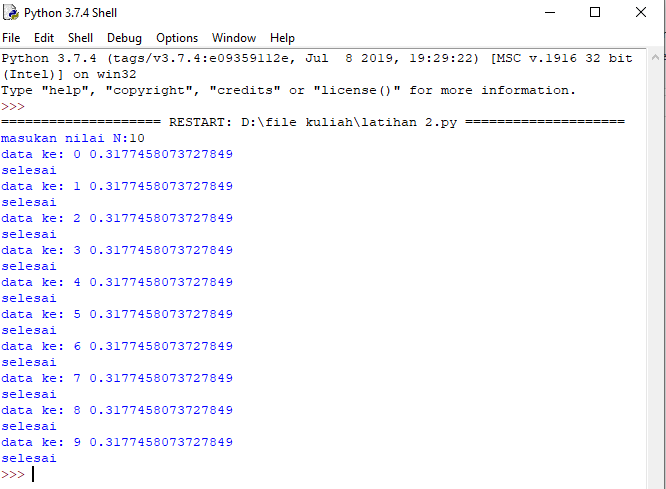 Python 3.7.4 Shell
File Edit Shell Debug Options Window Help
Python 3.7.4 (tags/v3.7.4:e09359112e, Jul  8 2019, 19:29:22) [MSC v.1916 32 bit
(Intel)] on win32
Type "help", "copyright", "credits" or "license()" for more information.
>>>
==================== RESTART: D:\file kuliah\latihan 2.py ====================
masukan nilai N:10
data ke: 0 0.3177458073727849
selesai
data ke: 1 0.3177458073727849
selesai
data ke: 2 0.3177458073727849
selesai
data ke: 3 0.3177458073727849
selesai
data ke: 4 0.3177458073727849
selesai
data ke: 5 0.3177458073727849
selesai
data ke: 6 0.3177458073727849
selesai
data ke: 7 0.3177458073727849
selesai
data ke: 8 0.3177458073727849
selesai
data ke: 9 0.3177458073727849
selesai
>>>